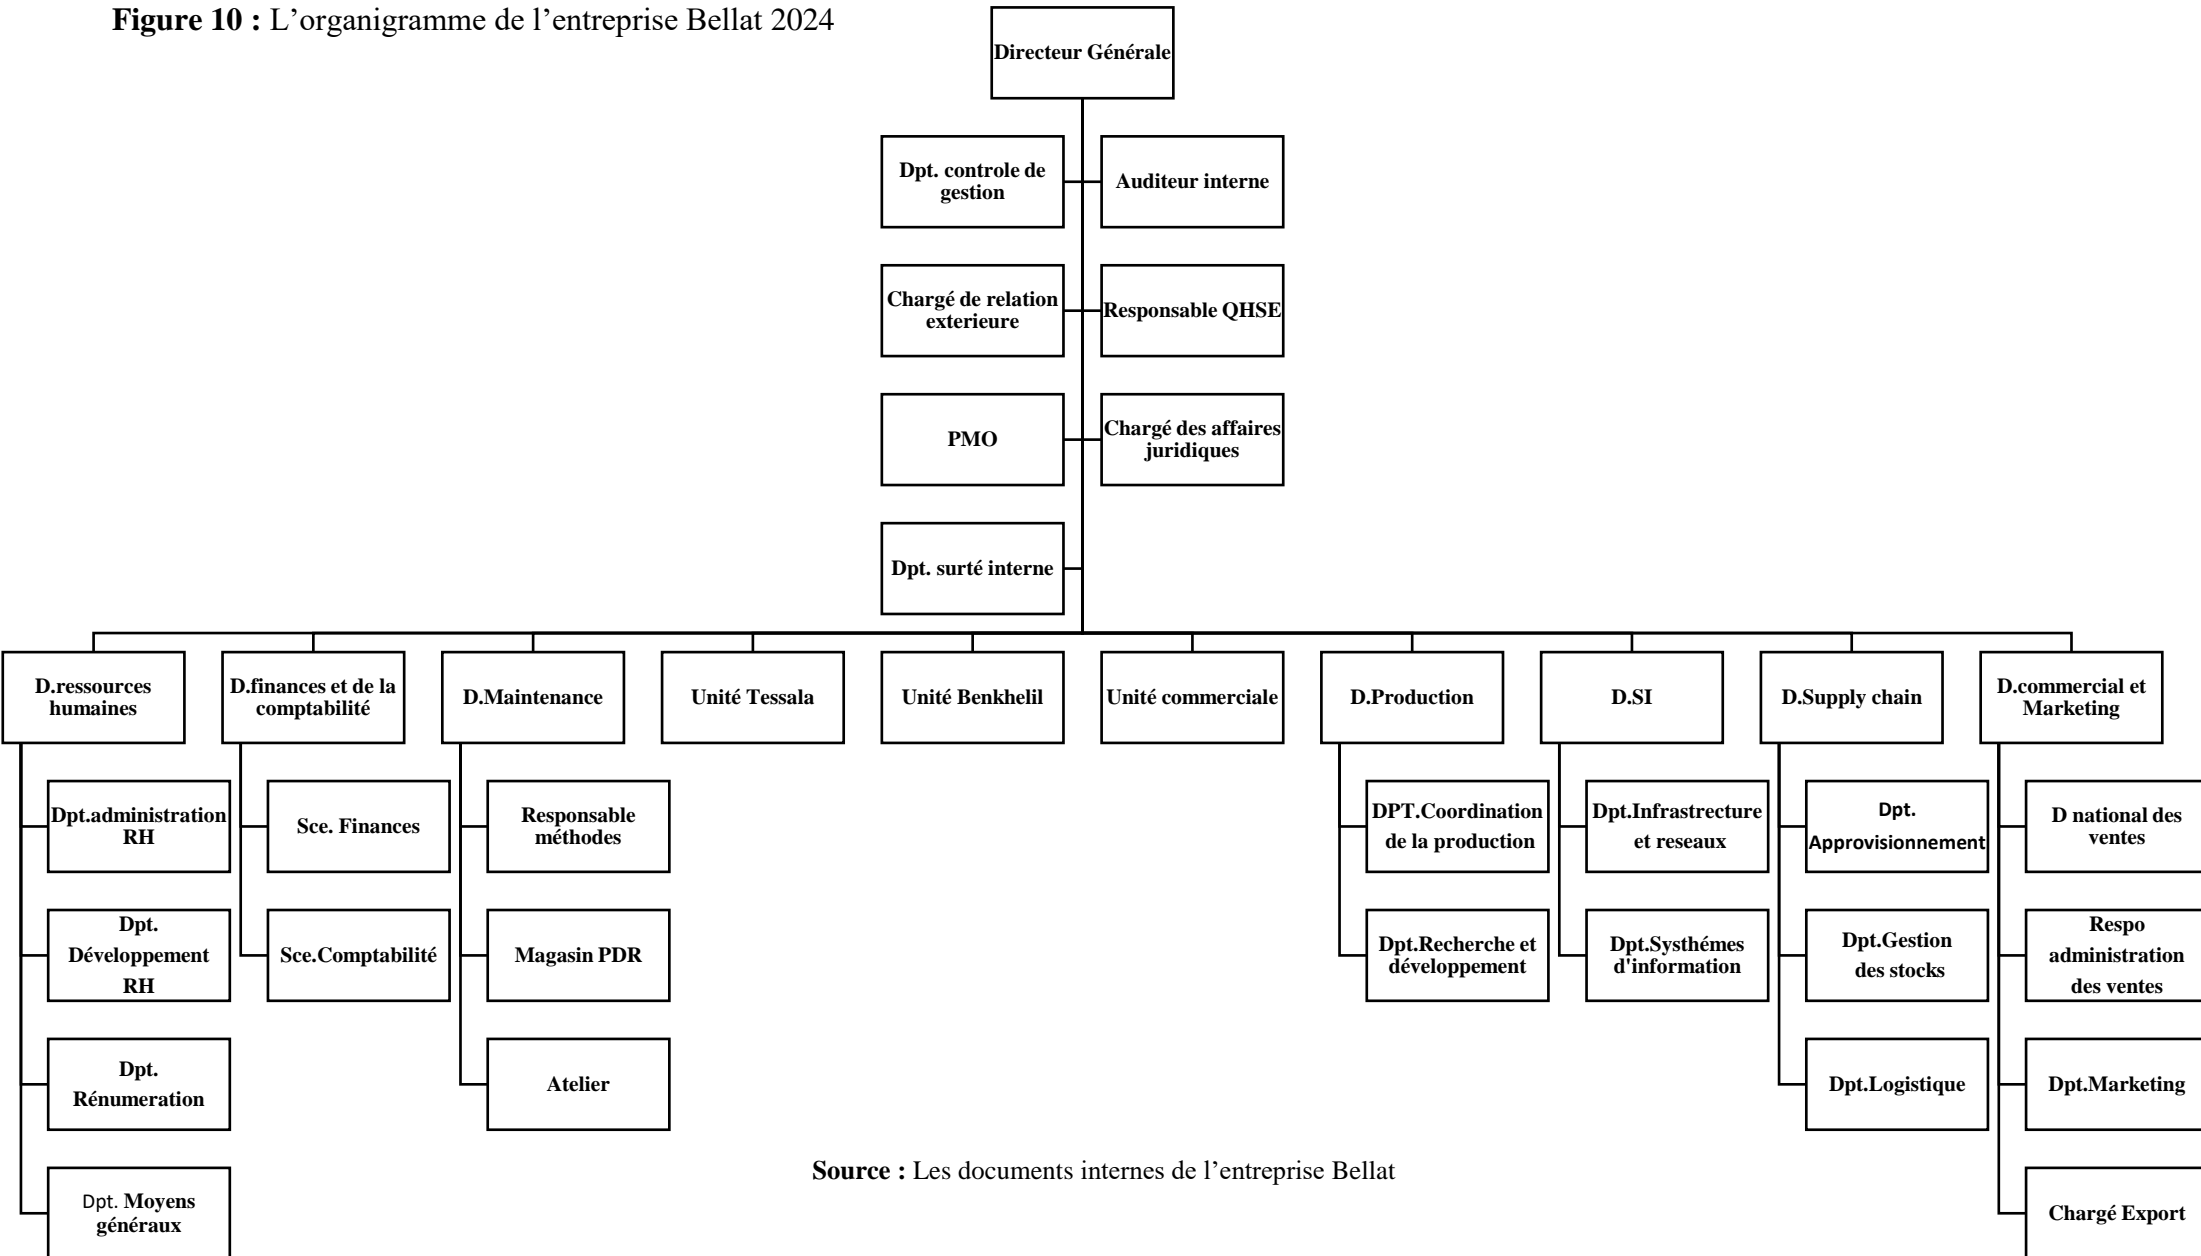 Figure 10 : L’organigramme de l’entreprise Bellat 2024
Directeur Générale
Dpt. controle de
gestion
Auditeur interne
Chargé de relation
exterieure
Responsable QHSE
PMO
Chargé des affaires
juridiques
Dpt. surté interne
D.ressources
humaines
D.finances et de la
comptabilité
D.Maintenance
Unité Tessala
Unité Benkhelil
Unité commerciale
D.Production
D.SI
D.Supply chain
D.commercial et
Marketing
Dpt.administration
RH
Sce. Finances
Responsable
méthodes
DPT.Coordination
de la production
Dpt.Infrastrecture
et reseaux
Dpt.
Approvisionnement
D national des
ventes
Dpt.
Développement
RH
Sce.Comptabilité
Magasin PDR
Dpt.Recherche et
développement
Dpt.Systhémes
d'information
Dpt.Gestion
des stocks
Respo
administration
des ventes
Dpt.
Rénumeration
Atelier
Dpt.Logistique
Dpt.Marketing
Dpt. Moyens
généraux
Chargé Export
Source : Les documents internes de l’entreprise Bellat